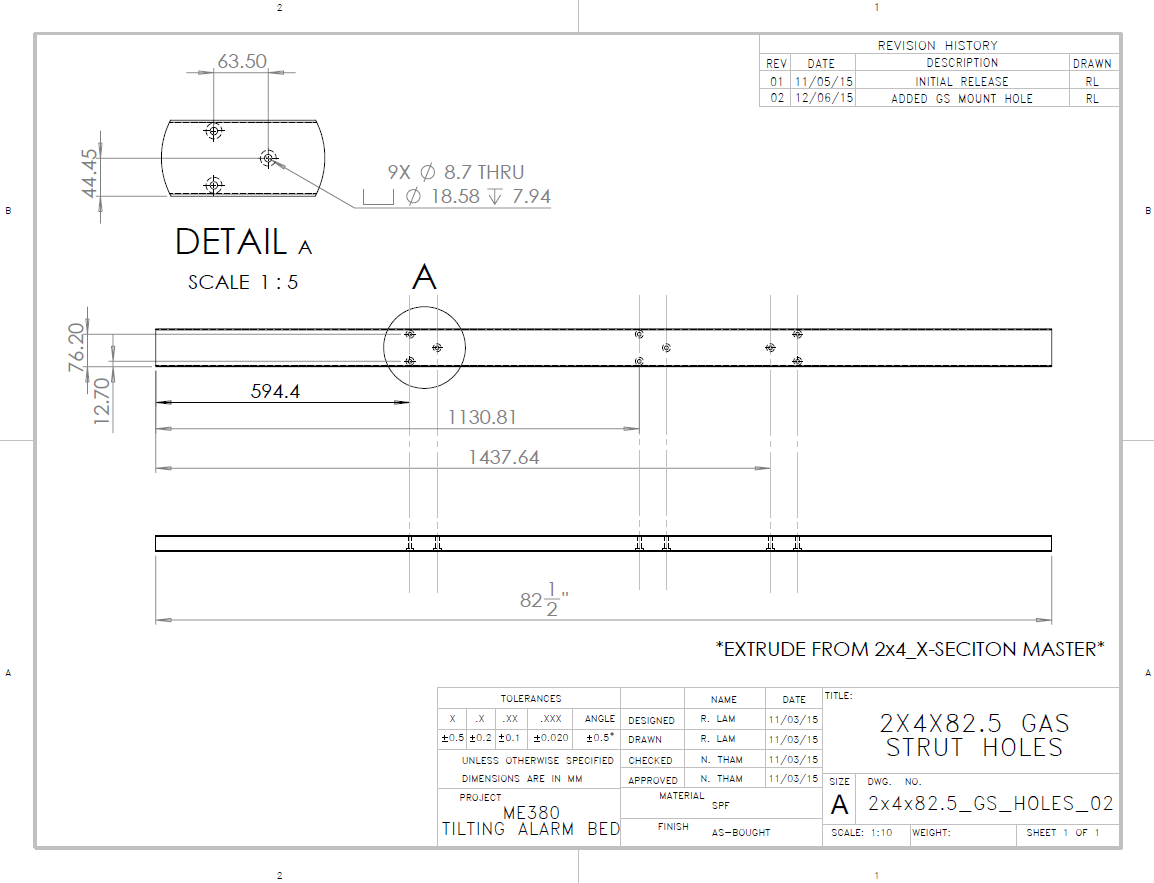 2
1
REVISION HISTORY
REV DATE DESCRIPTION DRAWN
01 11/05/15 INITIAL RELEASE RL
02 12/06/15 ADDED GS MOUNT HOLE RL
63.50
44.45
9X ∅ 8.7 THRU
⌴ ∅ 18.58 ↧ 7.94
B
B
DETAIL A
SCALE 1 : 5
A
76.20
12.70
594.4
1130.81
1437.64
82 1/2"
*EXTRUDE FROM 2x4_X-SECITON MASTER*
A
A
TOLERANCES
X .X .XX .XXX ANGLE
±0.5 ±0.2 ±0.1 ±0.020 ±0.5°
UNLESS OTHERWISE SPECIFIED
DIMENSIONS ARE IN MM
PROJECT
ME380
TILTING ALARM BED
NAME DATE
DESIGNED R. LAM 11/03/15
DRAWN R. LAM 11/03/15
CHECKED N. THAM 11/03/15
APPROVED N. THAM 11/03/15
MATERIAL
SPF
FINISH
AS-BOUGHT
TITLE:
2X4X82.5 GAS
STRUT HOLES
SIZE DWG. NO.
A 2x4x82.5_GS_HOLES_02
SCALE: 1:10 WEIGHT: SHEET 1 OF 1
2
1